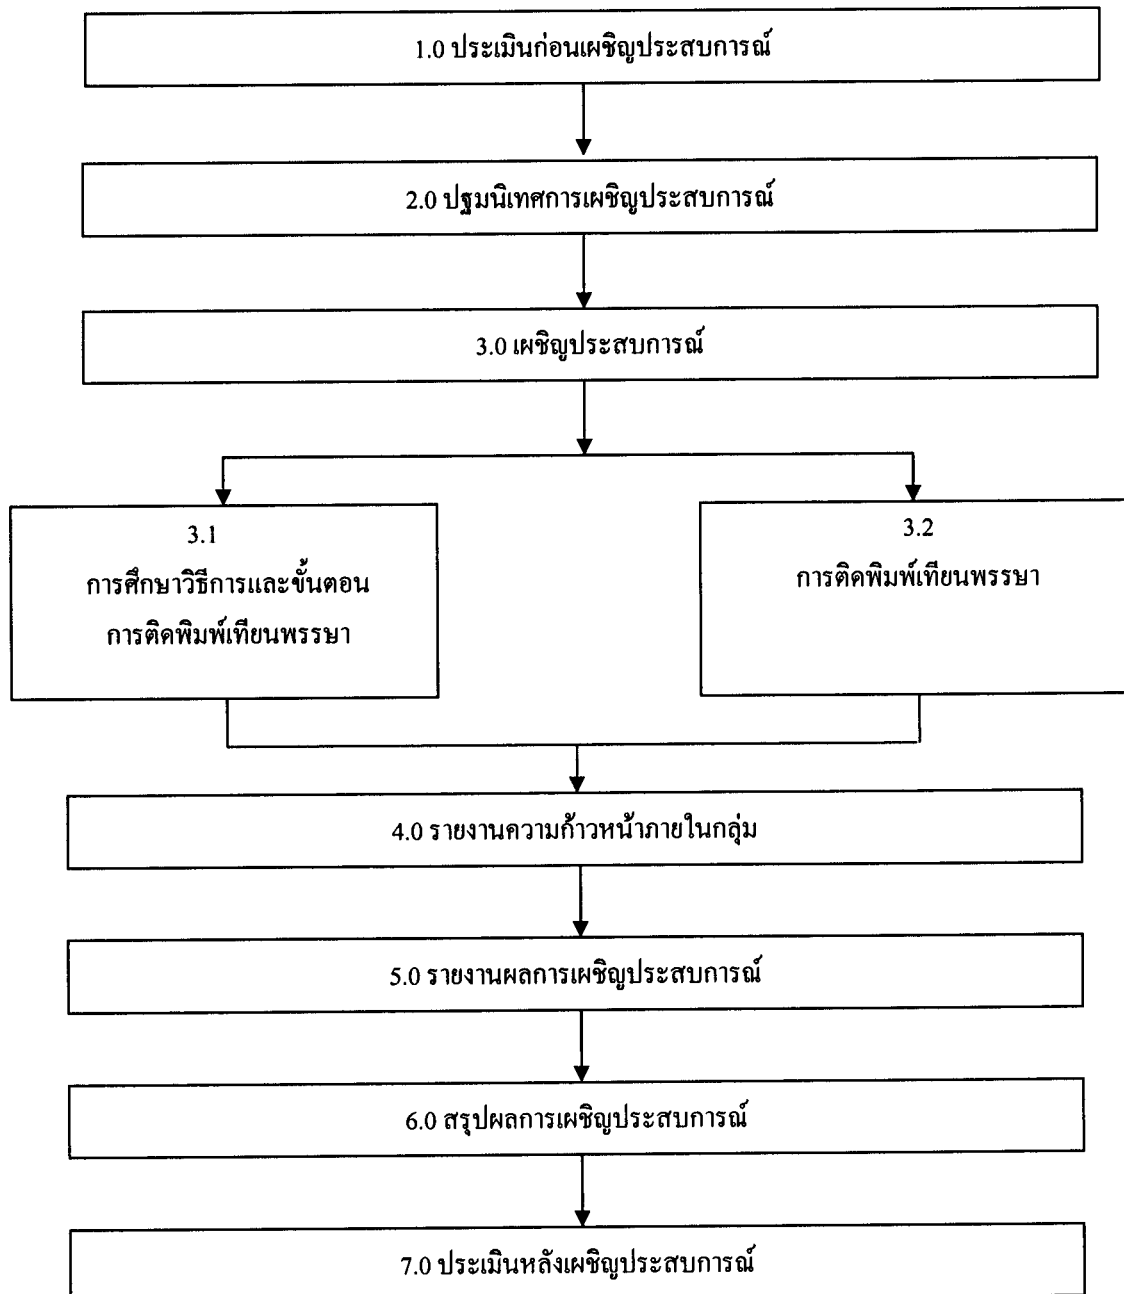 1.0 ประเมินก่อนเผชิญประสบการณ์
2.0 ปฐมนิเทศการเผชิญประสบการณ์
3.0 เผชิญประสบการณ์
3.1
การศึกษาวิธีการและขั้นตอน
การติดพิมพ์เทียนพรรษา
3.2
การติดพิมพ์เทียนพรรษา
4.0 รายงานความก้าวหน้าภายในกลุ่ม
5.0 รายงานผลการเผชิญประสบการณ์
6.0 สรุปผลการเผชิญประสบการณ์
7.0 ประเมินหลังเผชิญประสบการณ์